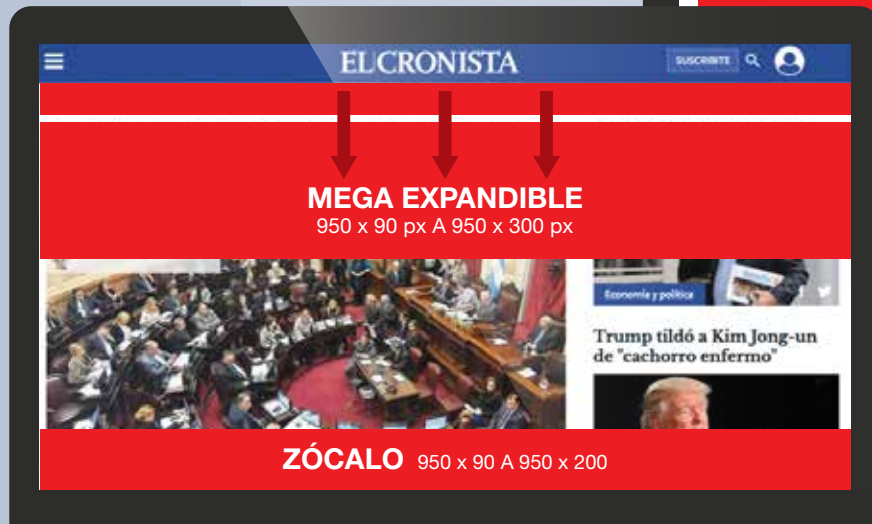 EL CRONISTA
SUSCRIBITE
MEGA EXPANDIBLE
950 x 90 px A 950 x 300 px
Economía y política
Trump tildó a Kim Jong-un
de "cachorro enfermo"
ZÓCALO 950 x 90 A 950 x 200